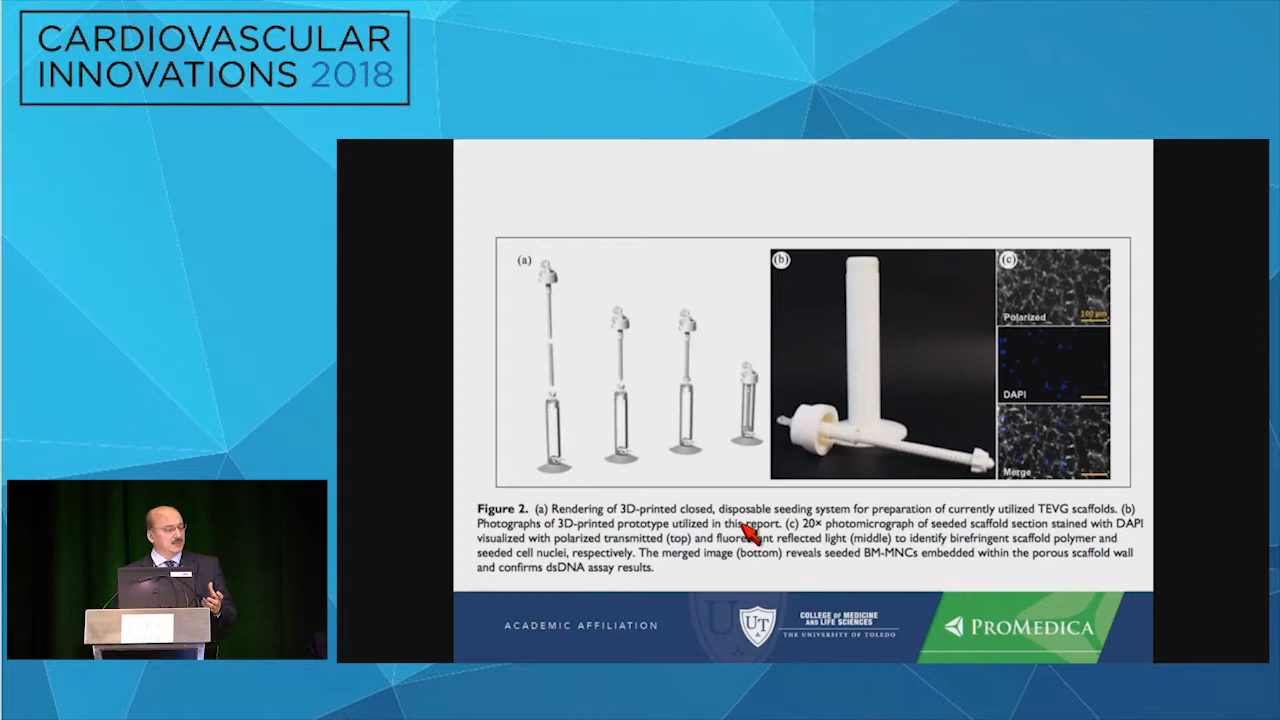 CARDIOVASCULAR
INNOVATIONS 2018
(a)
(b)
(c)
Polarized
100 μm
DAPI
Merge
Figure 2. (a) Rendering of 3D-printed closed, disposable seeding system for preparation of currently utilized TEVG scaffolds. (b)
Photographs of 3D-printed prototype utilized in this report. (c) 20× photomicrograph of seeded scaffold section stained with DAPI
visualized with polarized transmitted (top) and fluorescent reflected light (middle) to identify birefringent scaffold polymer and
seeded cell nuclei, respectively. The merged image (bottom) reveals seeded BM-MNCs embedded within the porous scaffold wall
and confirms dsDNA assay results.
ACADEMIC AFFILIATION
UT
COLLEGE OF MEDICINE
AND LIFE SCIENCES
THE UNIVERSITY OF TOLEDO
PROMEDICA